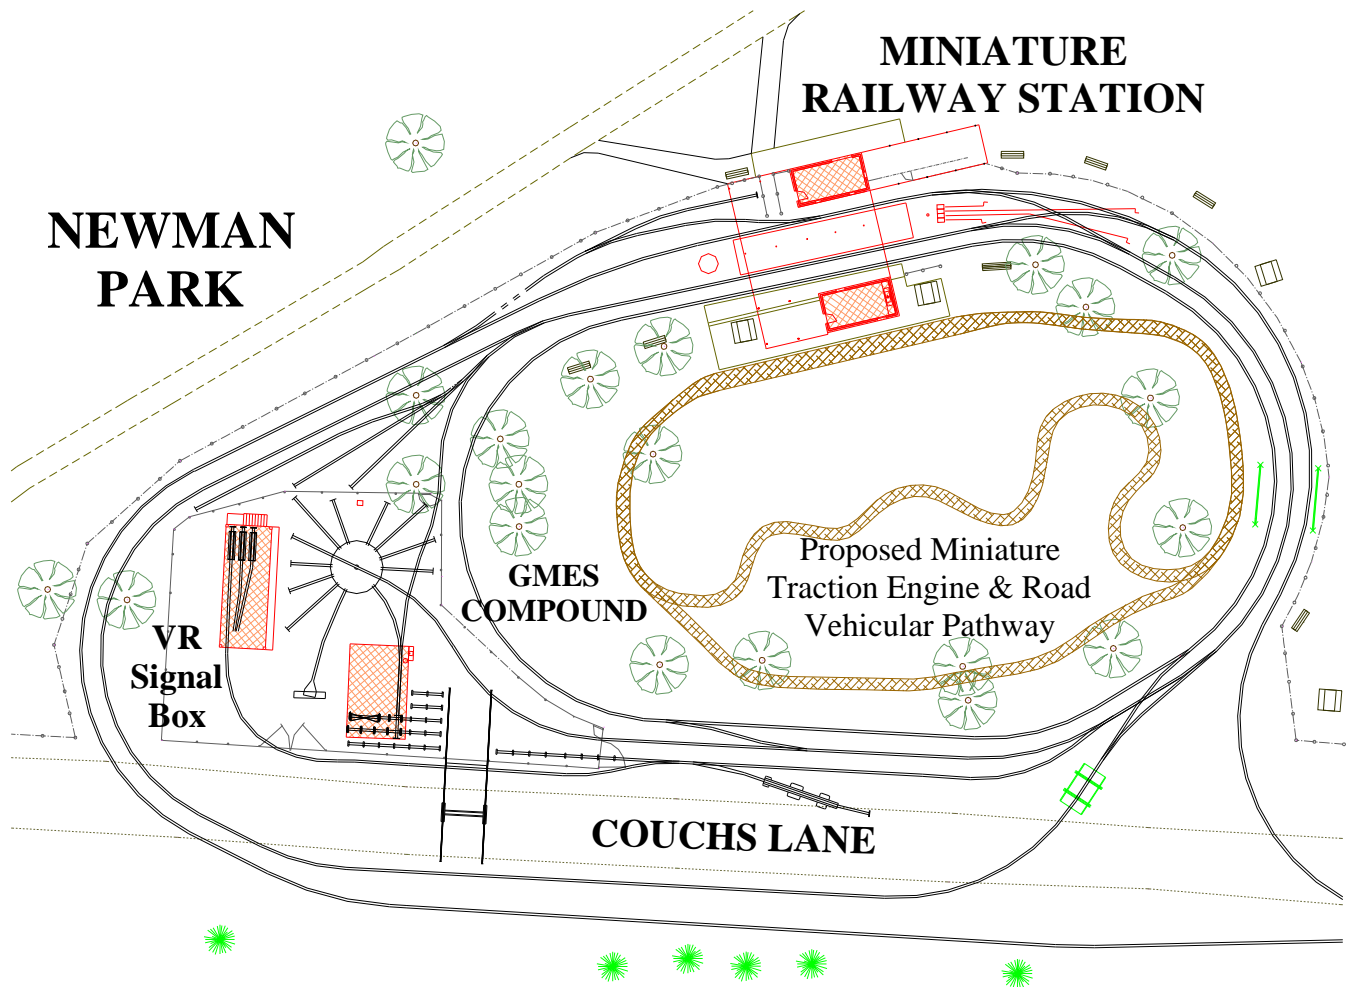 MINIATURE
RAILWAY STATION
NEWMAN
PARK
Proposed Miniature
Traction Engine & Road
Vehicular Pathway
GMES
COMPOUND
VR
Signal
Box
COUCHS LANE